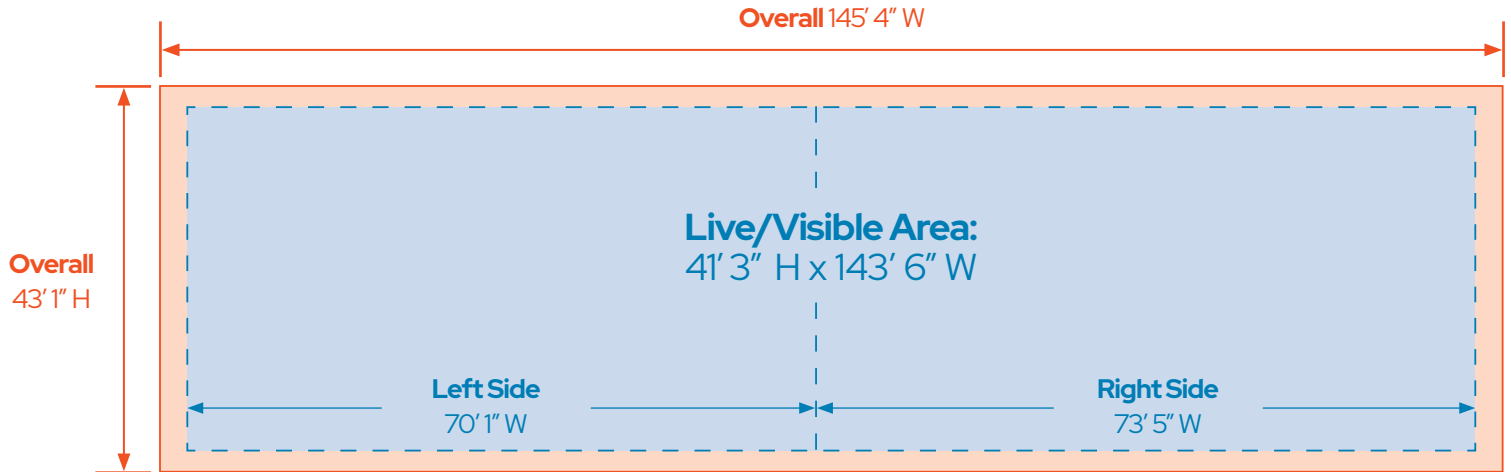 Overall 145’ 4” W
Live/Visible Area:
41’ 3” H x 143’ 6” W
Overall
43’ 1” H
Left Side
70’ 1” W
Right Side
73’ 5” W